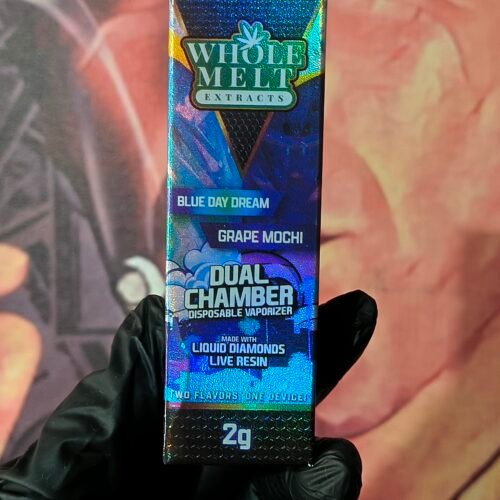 WHOLE
MELT
EXTRACTS
BLUE DAY DREAM
GRAPE MOCHI
DUAL
CHAMBER
DISPOSABLE VAPORIZER
MADE WITH
LIQUID DIAMONDS
LIVE RESIN
TWO FLAVORS, ONE DEVICE!
2g